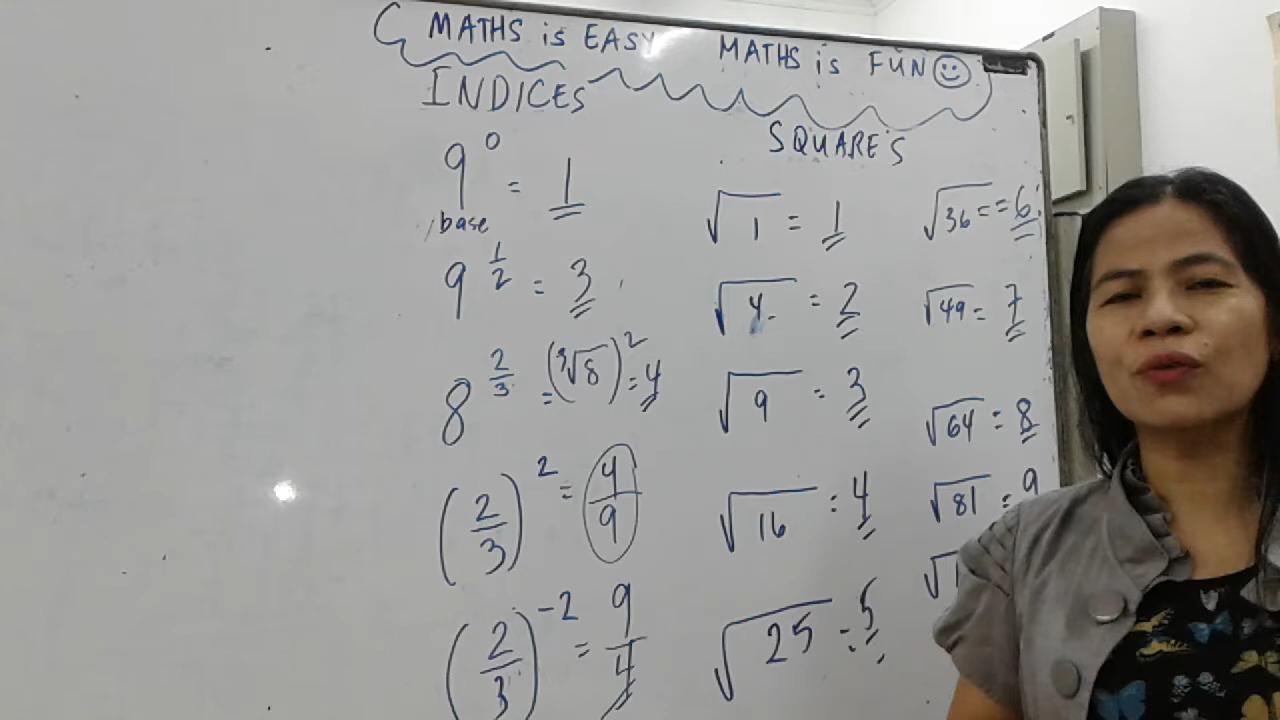 MATHS is EASY MATHS is FUN
INDICES
9^0 = 1
base
9^{1/2} = 3
8^{2/3} = (∛8)^2 = 4
(2/3)^2 = 4/9
(2/3)^{-2} = 9/4
SQUARES
√1 = 1
√4 = 2
√9 = 3
√16 = 4
√25 = 5
√36 = = 6
√49 = 7
√64 = 8
√81 = 9